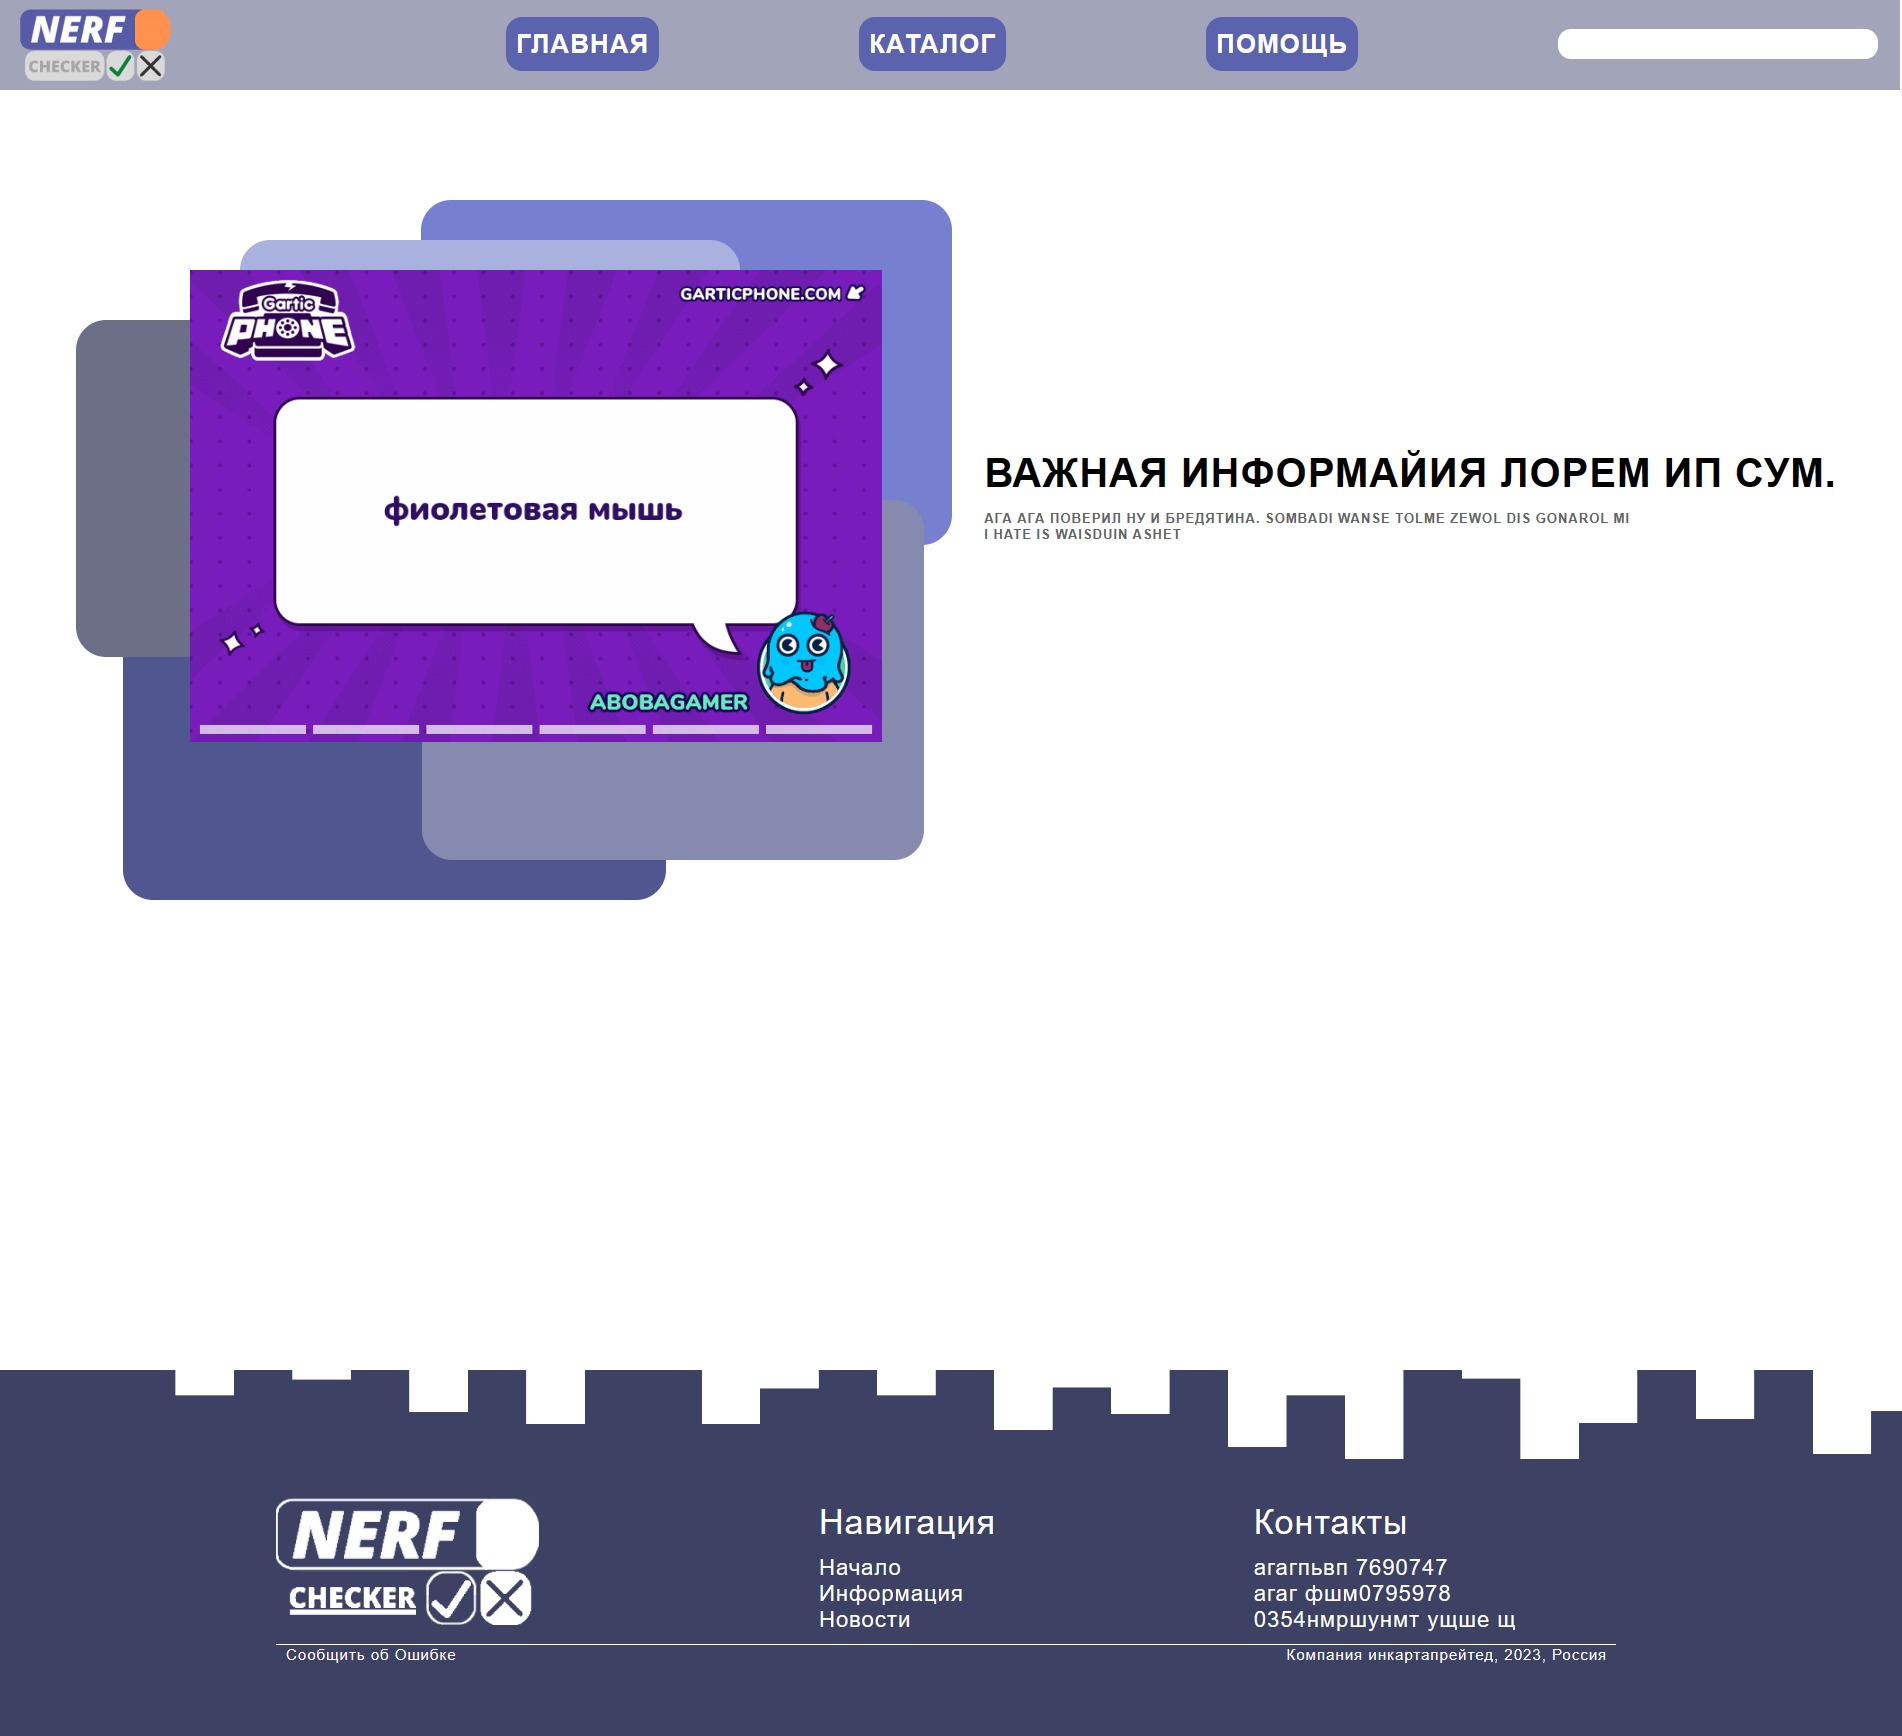 NERF
CHECKER
ГЛАВНАЯ
КАТАЛОГ
ПОМОЩЬ
Gartic
PHONE
GARTICPHONE.COM
фиолетовая мышь
ABOBAGAMER
ВАЖНАЯ ИНФОРМАЙИЯ ЛОРЕМ ИП СУМ.
АГА АГА ПОВЕРИЛ НУ И БРЕДЯТИНА. SOMBADI WANSE TOLME ZEWOL DIS GONAROL MI
I HATE IS WAISDUIN ASHET
NERF
CHECKER
Навигация
Начало
Информация
Новости
Контакты
агагпьвп 7690747
агаг фшм0795978
0354нмршунмт ущше щ
Сообщить об Ошибке
Компания инкартапрейтед, 2023, Россия